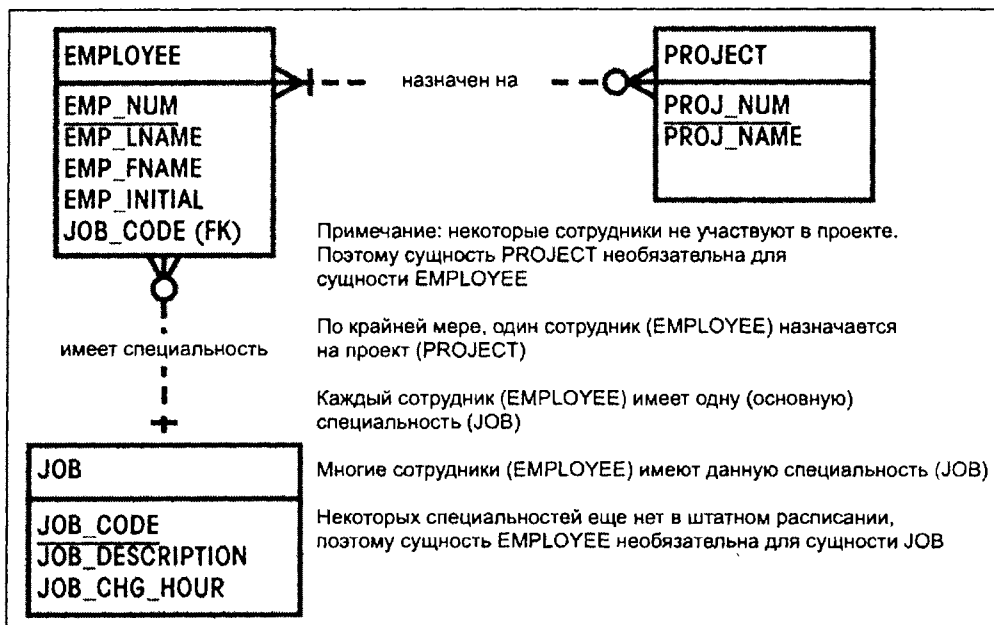 EMPLOYEE
EMP_NUM
EMP_LNAME
EMP_FNAME
EMP_INITIAL
JOB_CODE (FK)
назначен на
PROJECT
PROJ_NUM
PROJ_NAME
Примечание: некоторые сотрудники не участвуют в проекте.
Поэтому сущность PROJECT необязательна для
сущности EMPLOYEE
По крайней мере, один сотрудник (EMPLOYEE) назначается
на проект (PROJECT)
имеет специальность
Каждый сотрудник (EMPLOYEE) имеет одну (основную)
специальность (JOB)
JOB
JOB_CODE
JOB_DESCRIPTION
JOB_CHG_HOUR
Многие сотрудники (EMPLOYEE) имеют данную специальность (JOB)
Некоторых специальностей еще нет в штатном расписании,
поэтому сущность EMPLOYEE необязательна для сущности JOB